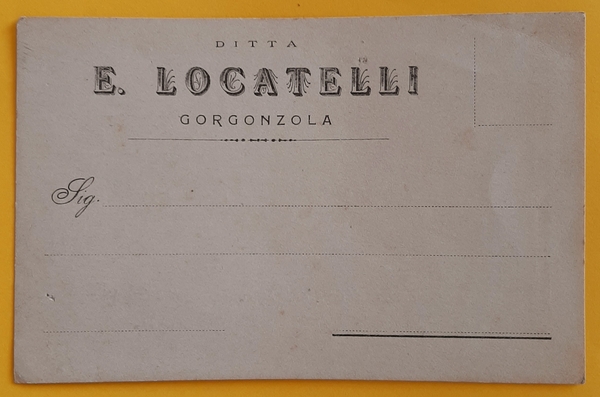 DITTA
E. LOCATELLI
GORGONZOLA
Sig.